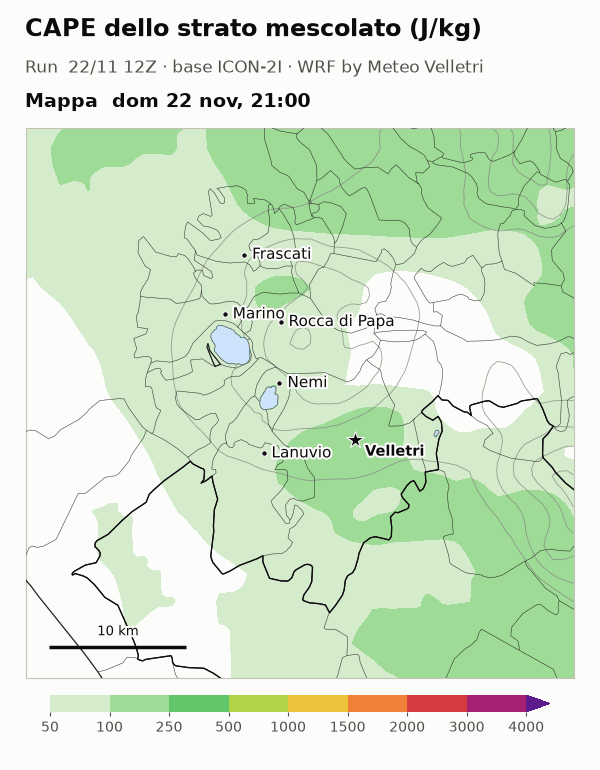 CAPE dello strato mescolato (J/kg)
Run  22/11 12Z · base ICON-2I · WRF by Meteo Velletri
Mappa  dom 22 nov, 21:00
Frascati
Marino
Rocca di Papa
Nemi
Velletri
Lanuvio
10 km
50 100 250 500 1000 1500 2000 3000 4000